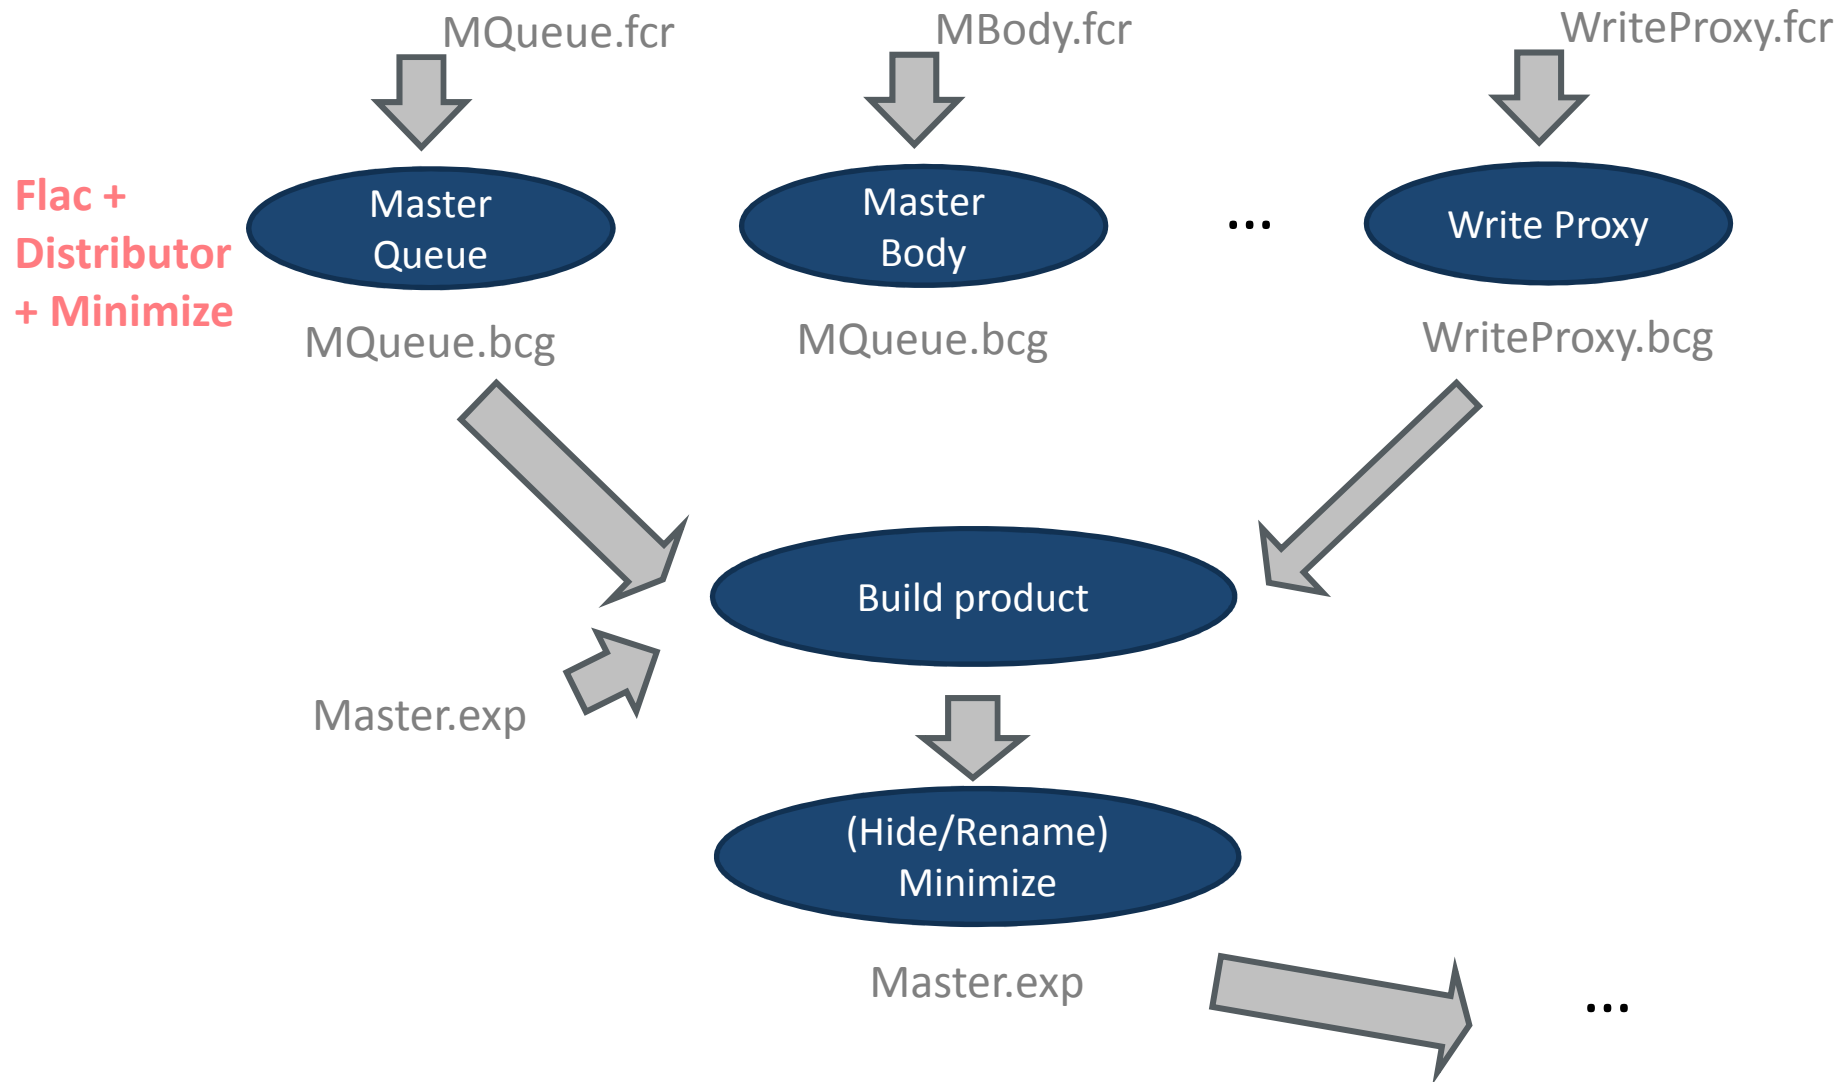 MQueue.fcr
MBody.fcr
WriteProxy.fcr
Flac +
Distributor
+ Minimize
Master
Queue
Master
Body
...
Write Proxy
MQueue.bcg
MQueue.bcg
WriteProxy.bcg
Build product
Master.exp
(Hide/Rename)
Minimize
Master.exp
...